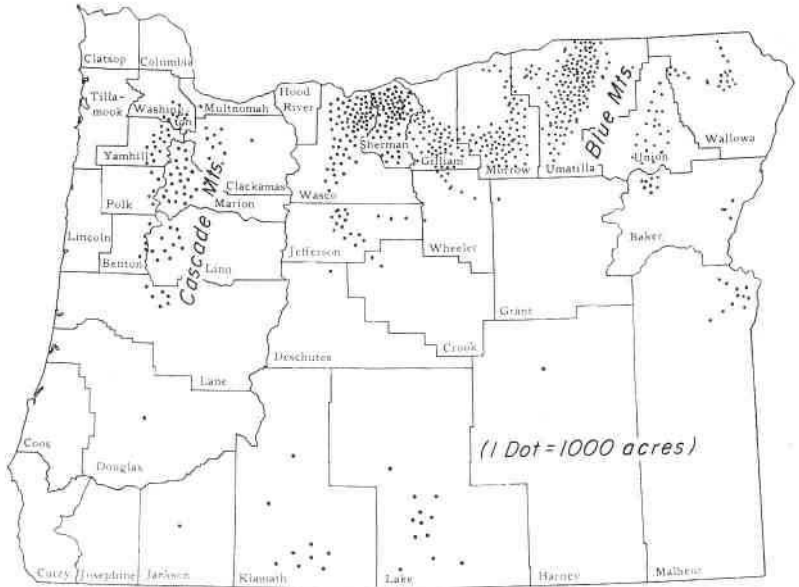 Clatsop
Columbia
Tilla-
mook
Washing-
ton
Multnomah
Hood
River
Yamhill
Clackamas
Sherman
Gilliam
Morrow
Umatilla
Blue Mts.
Union
Wallowa
Polk
Marion
Wasco
Lincoln
Benton
Linn
Cascade Mts.
Jefferson
Wheeler
Baker
Grant
Crook
Deschutes
Lane
Coos
Douglas
(1 Dot=1000 acres)
Curry
Josephine
Jackson
Klamath
Lake
Harney
Malheur